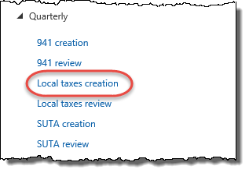 Quarterly
941 creation
941 review
Local taxes creation
Local taxes review
SUTA creation
SUTA review